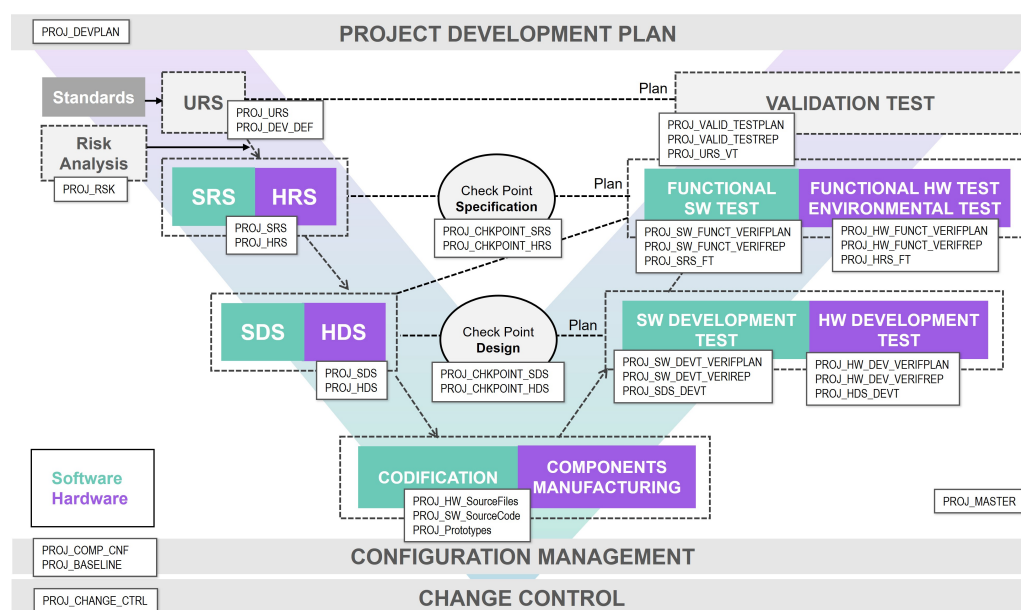 PROJ_DEVPLAN
PROJECT DEVELOPMENT PLAN
Standards
URS
PROJ_URS
PROJ_DEV_DEF
Plan
VALIDATION TEST
PROJ_VALID_TESTPLAN
PROJ_VALID_TESTREP
PROJ_URS_VT
Risk
Analysis
PROJ_RSK
SRS
HRS
PROJ_SRS
PROJ_HRS
Check Point
Specification
PROJ_CHKPOINT_SRS
PROJ_CHKPOINT_HRS
Plan
FUNCTIONAL
SW TEST
FUNCTIONAL HW TEST
ENVIRONMENTAL TEST
PROJ_SW_FUNCT_VERIFPLAN
PROJ_SW_FUNCT_VERIFREP
PROJ_SRS_FT
PROJ_HW_FUNCT_VERIFPLAN
PROJ_HW_FUNCT_VERIFREP
PROJ_HRS_FT
SDS
HDS
PROJ_SDS
PROJ_HDS
Check Point
Design
PROJ_CHKPOINT_SDS
PROJ_CHKPOINT_HDS
Plan
SW DEVELOPMENT
TEST
HW DEVELOPMENT
TEST
PROJ_SW_DEVT_VERIFPLAN
PROJ_SW_DEVT_VERIREP
PROJ_SDS_DEVT
PROJ_HW_DEV_VERIFPLAN
PROJ_HW_DEV_VERIFREP
PROJ_HDS_DEVT
Software
Hardware
CODIFICATION
COMPONENTS
MANUFACTURING
PROJ_HW_SourceFiles
PROJ_SW_SourceCode
PROJ_Prototypes
PROJ_MASTER
PROJ_COMP_CNF
PROJ_BASELINE
CONFIGURATION MANAGEMENT
PROJ_CHANGE_CTRL
CHANGE CONTROL